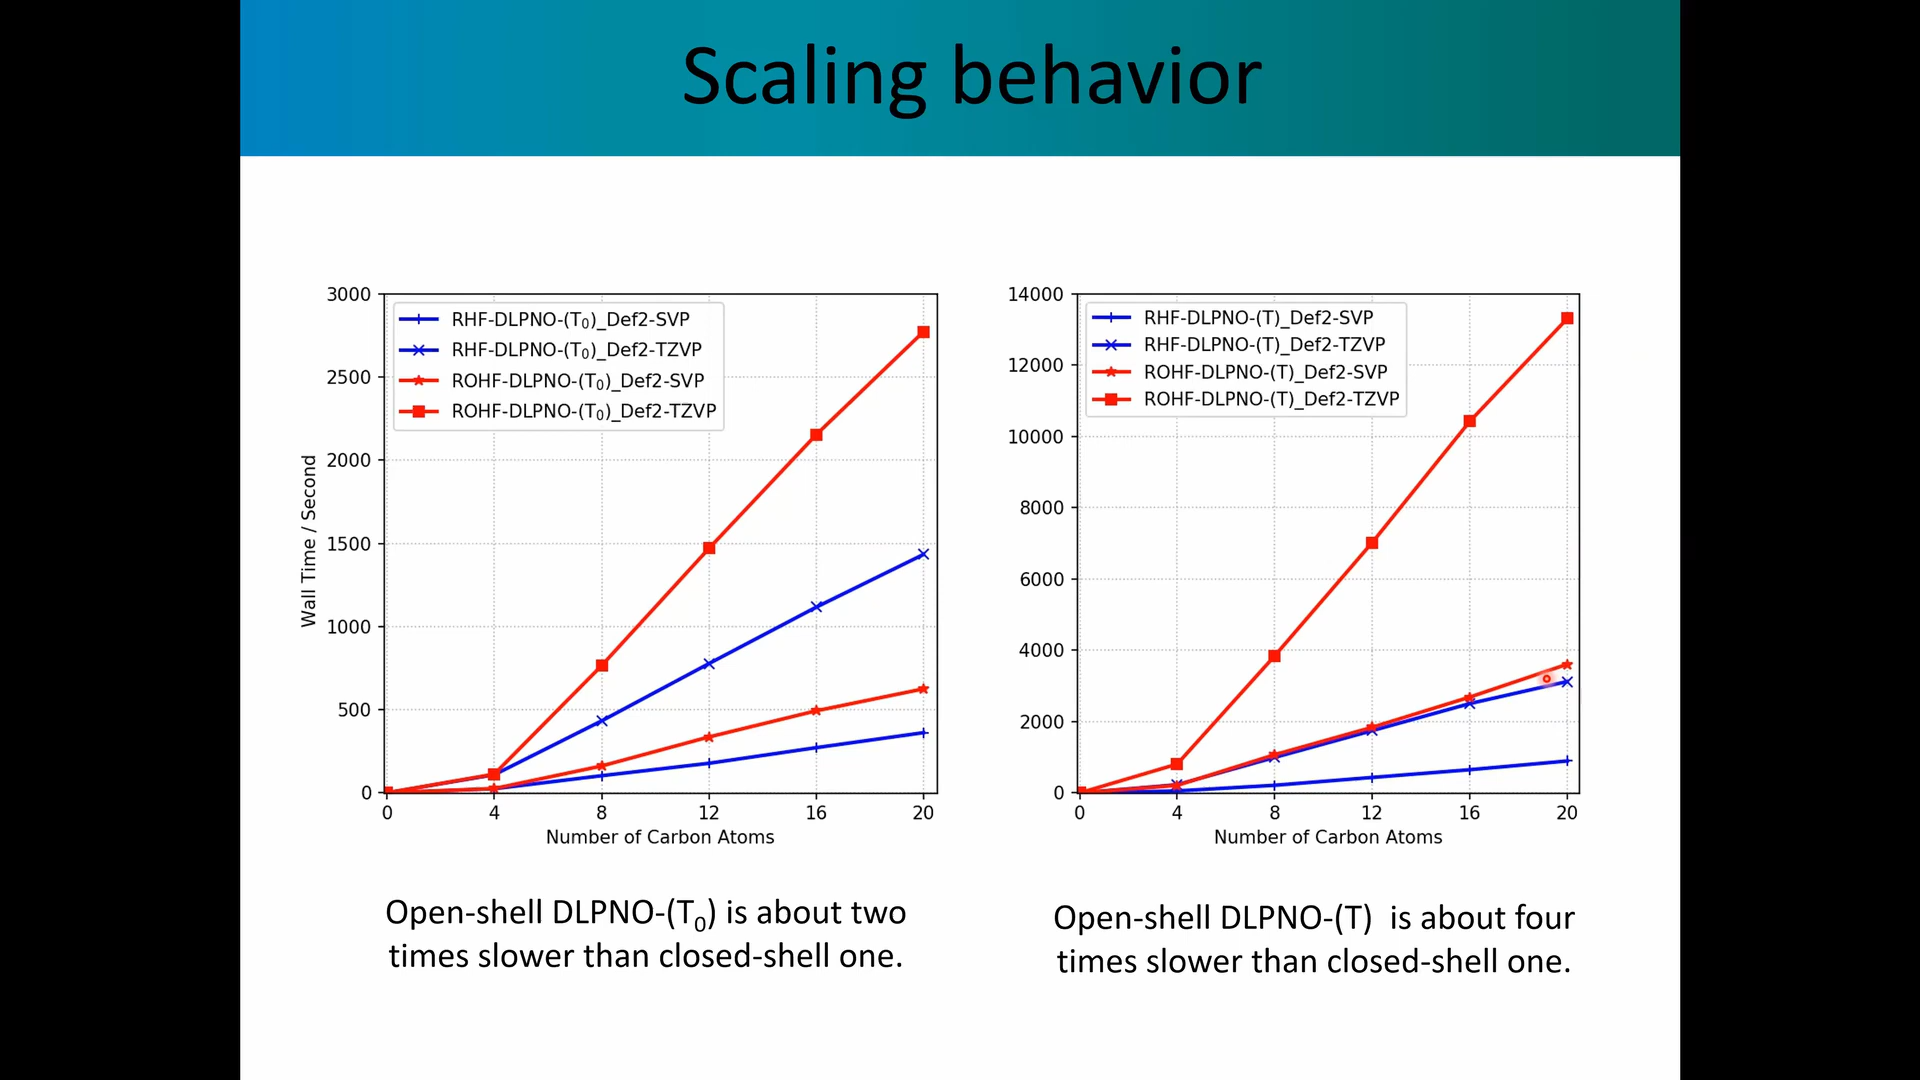 Scaling behavior
3000
2500
2000
1500
1000
500
0
Wall Time / Second
RHF-DLPNO-(T₀)_Def2-SVP
RHF-DLPNO-(T₀)_Def2-TZVP
ROHF-DLPNO-(T₀)_Def2-SVP
ROHF-DLPNO-(T₀)_Def2-TZVP
0 4 8 12 16 20
Number of Carbon Atoms
14000
12000
10000
8000
6000
4000
2000
0
RHF-DLPNO-(T)_Def2-SVP
RHF-DLPNO-(T)_Def2-TZVP
ROHF-DLPNO-(T)_Def2-SVP
ROHF-DLPNO-(T)_Def2-TZVP
0 4 8 12 16 20
Number of Carbon Atoms
Open-shell DLPNO-(T₀) is about two
times slower than closed-shell one.
Open-shell DLPNO-(T)  is about four
times slower than closed-shell one.